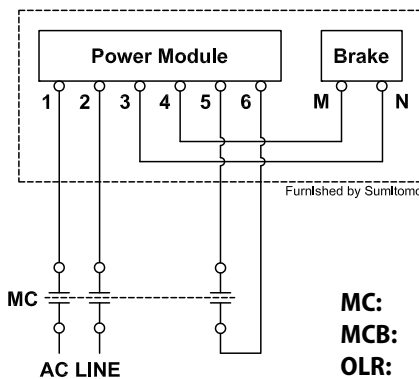 Power Module
Brake
1 2 3 4 5 6 M N
Furnished by Sumitomo
MC
AC LINE
MC:
MCB:
OLR: